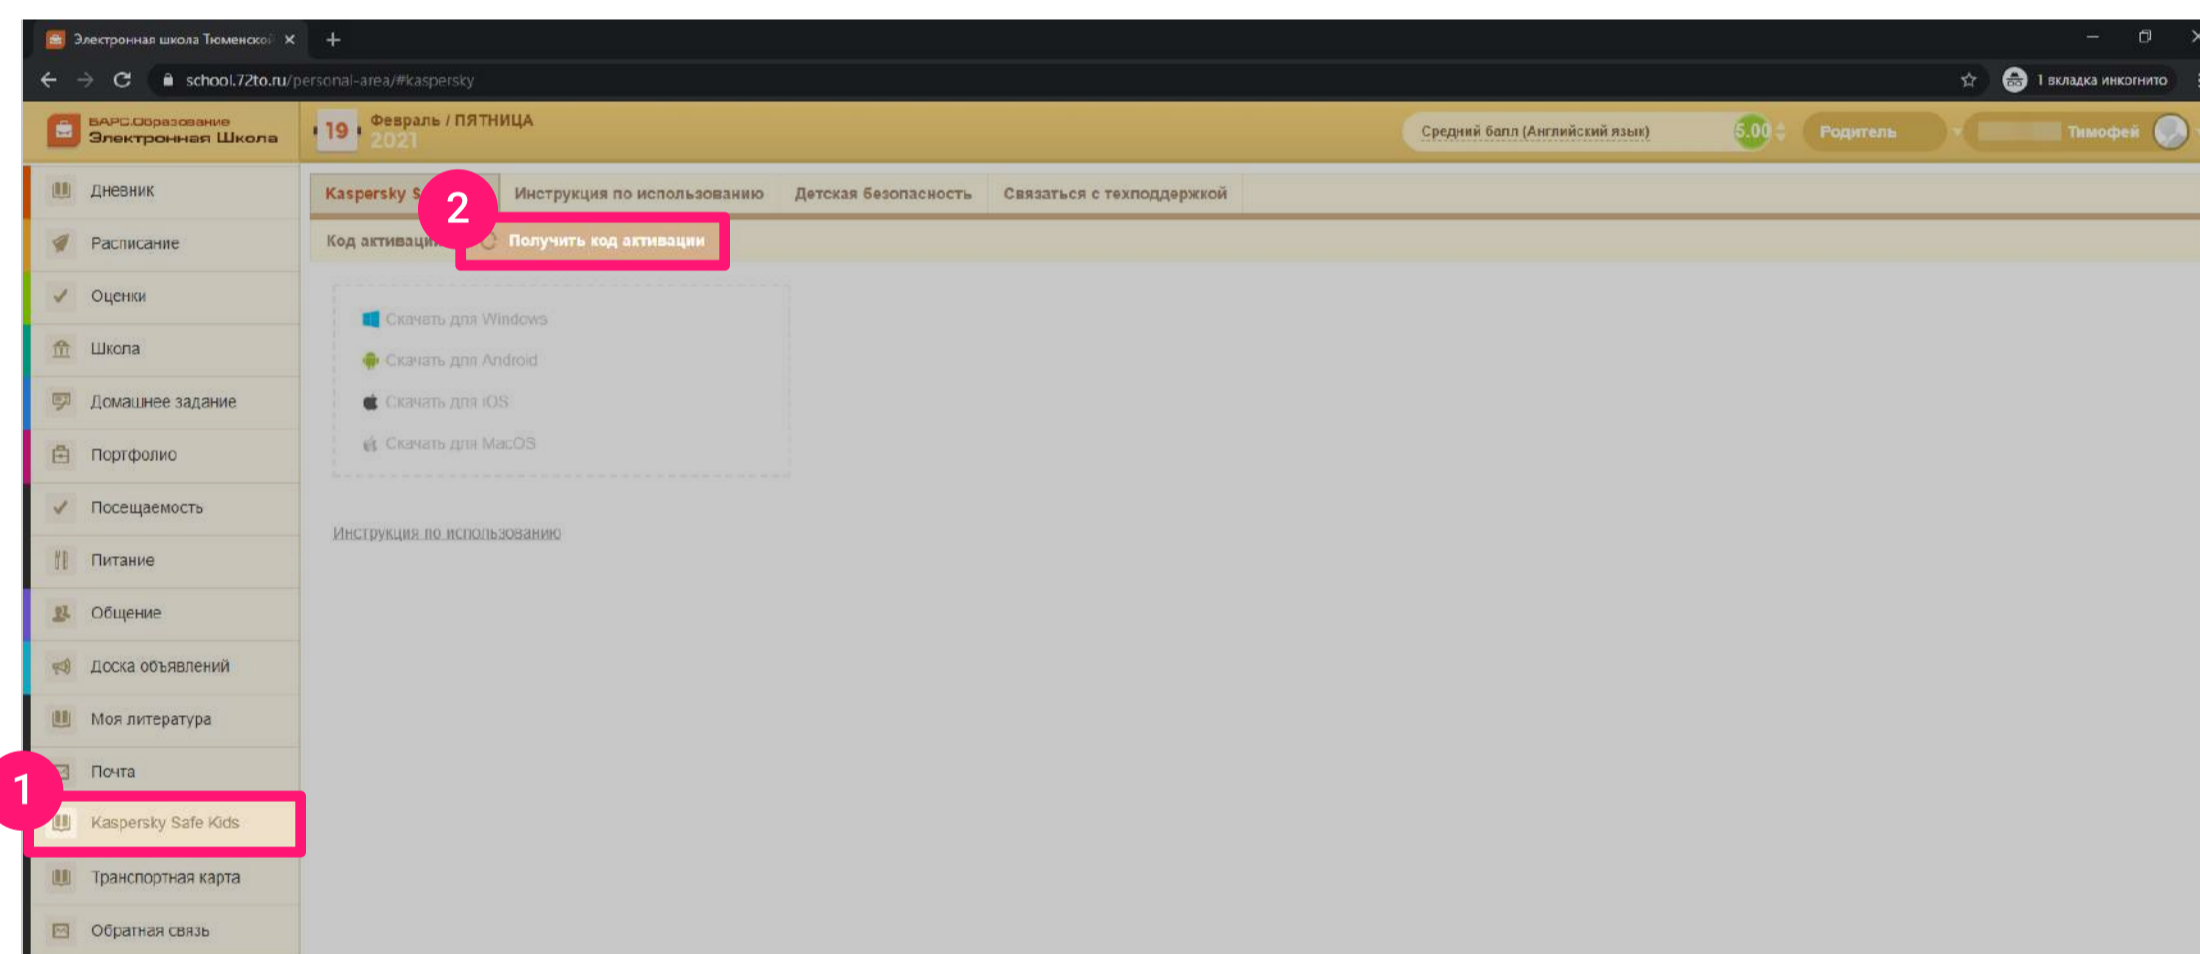 Электронная школа Тюменской
school.72to.ru/personal-area/#kaspersky
1 вкладка инкогнито
БАРС.Образование
Электронная Школа
19
Февраль / ПЯТНИЦА
2021
Средний балл (Английский язык)
5.00
Родитель
Тимофей
Дневник
Расписание
Оценки
Школа
Домашнее задание
Портфолио
Посещаемость
Питание
Общение
Доска объявлений
Моя литература
Почта
1
Kaspersky Safe Kids
Транспортная карта
Обратная связь
Kaspersky S
2
Инструкция по использованию
Детская безопасность
Связаться с техподдержкой
Код активаци
Получить код активации
Скачать для Windows
Скачать для Android
Скачать для iOS
Скачать для MacOS
Инструкция по использованию